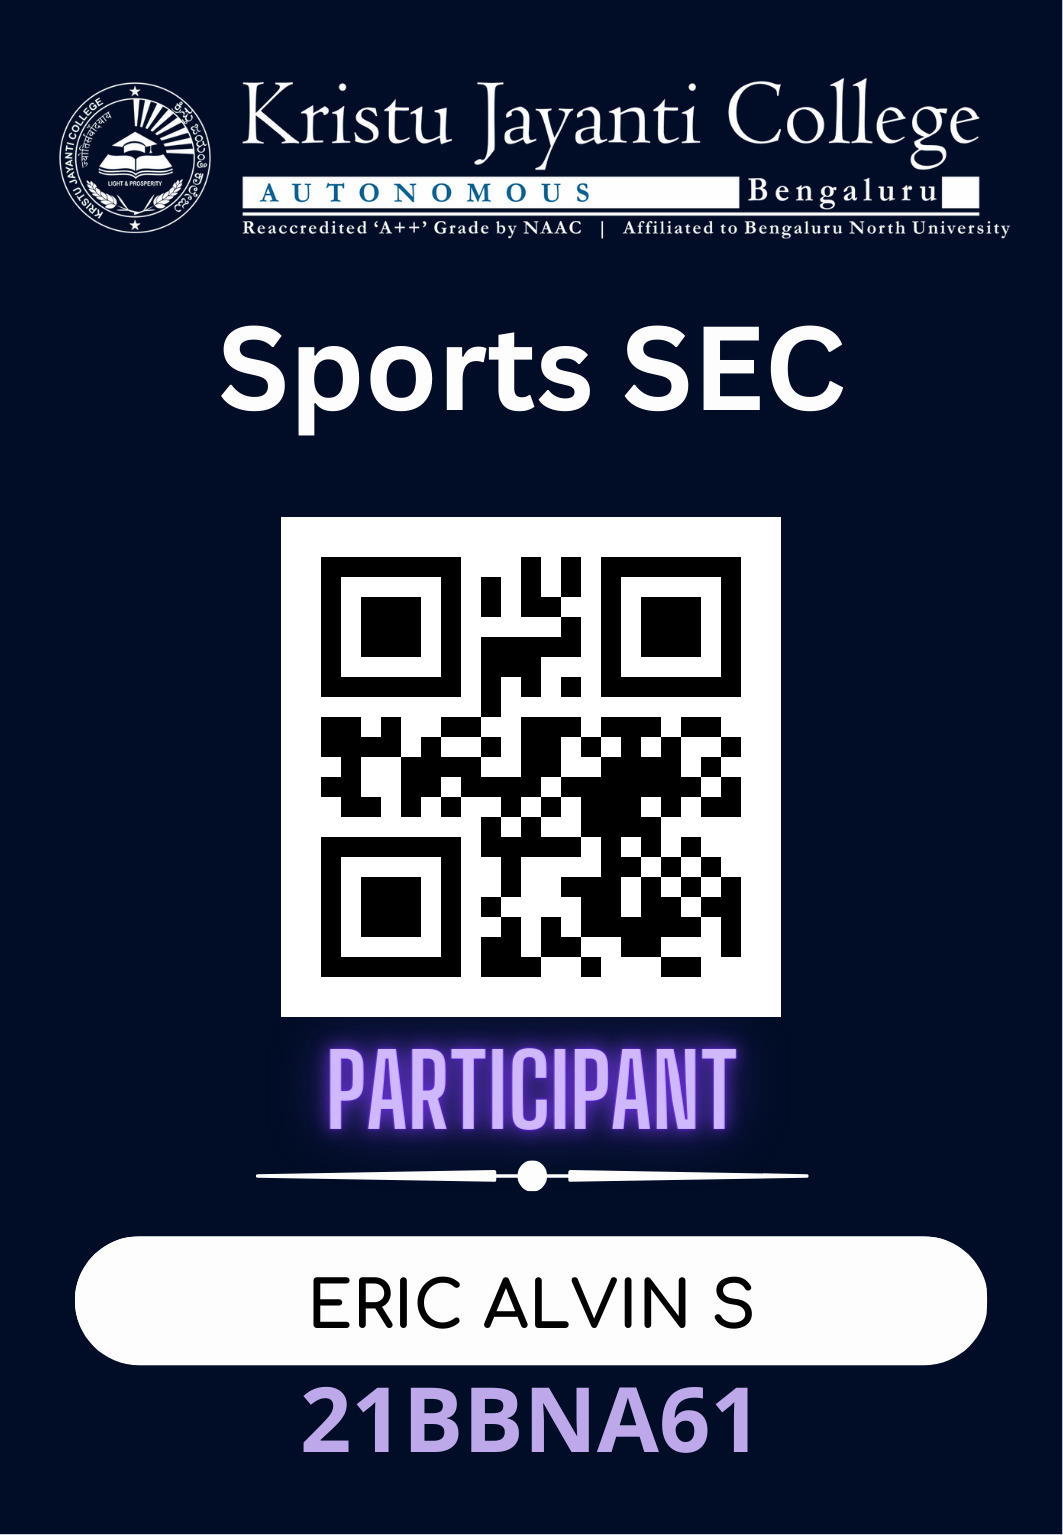 KRISTU JAYANTI COLLEGE
ಕ್ರಿಸ್ತು ಜಯಂತಿ ಕಾಲೇಜು
LIGHT & PROSPERITY
Kristu Jayanti College
AUTONOMOUS Bengaluru
Reaccredited ‘A++’ Grade by NAAC | Affiliated to Bengaluru North University
Sports SEC
PARTICIPANT
ERIC ALVIN S
21BBNA61